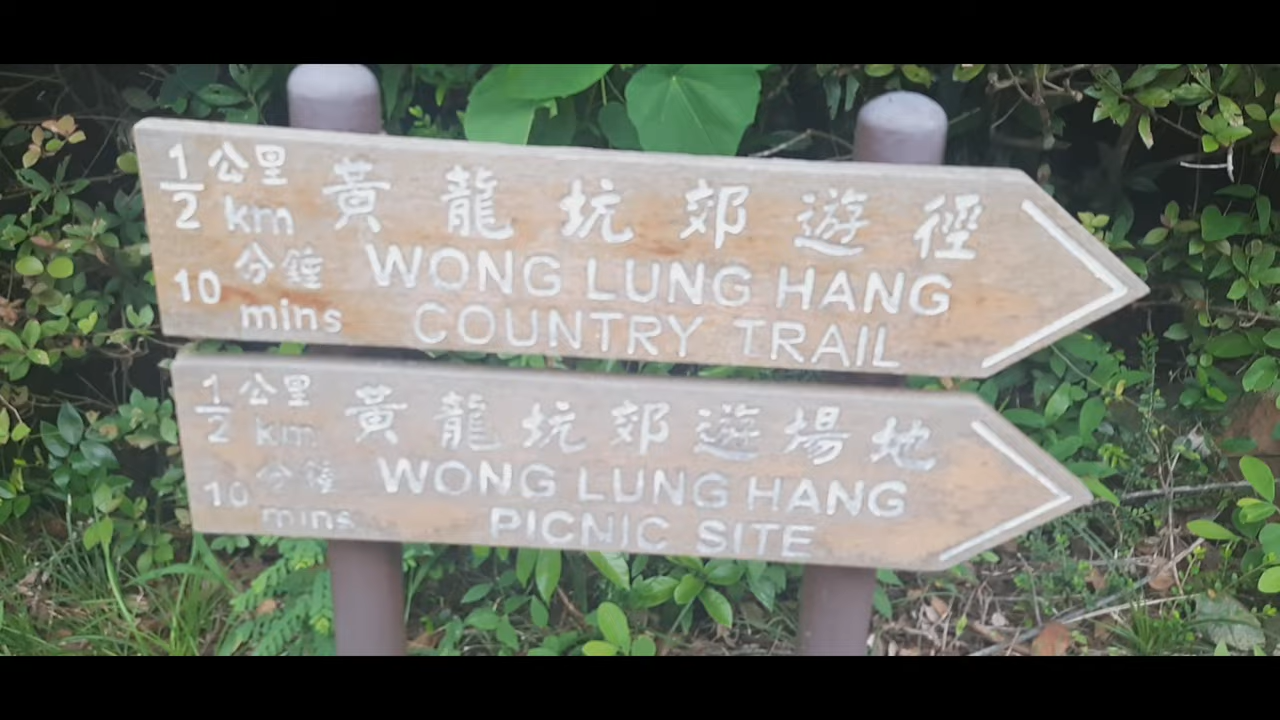 1/2 公里 黃龍坑郊遊徑
km
10 分鐘 WONG LUNG HANG
mins COUNTRY TRAIL
1/2 公里 黃龍坑郊遊場地
km
10 分鐘 WONG LUNG HANG
mins PICNIC SITE